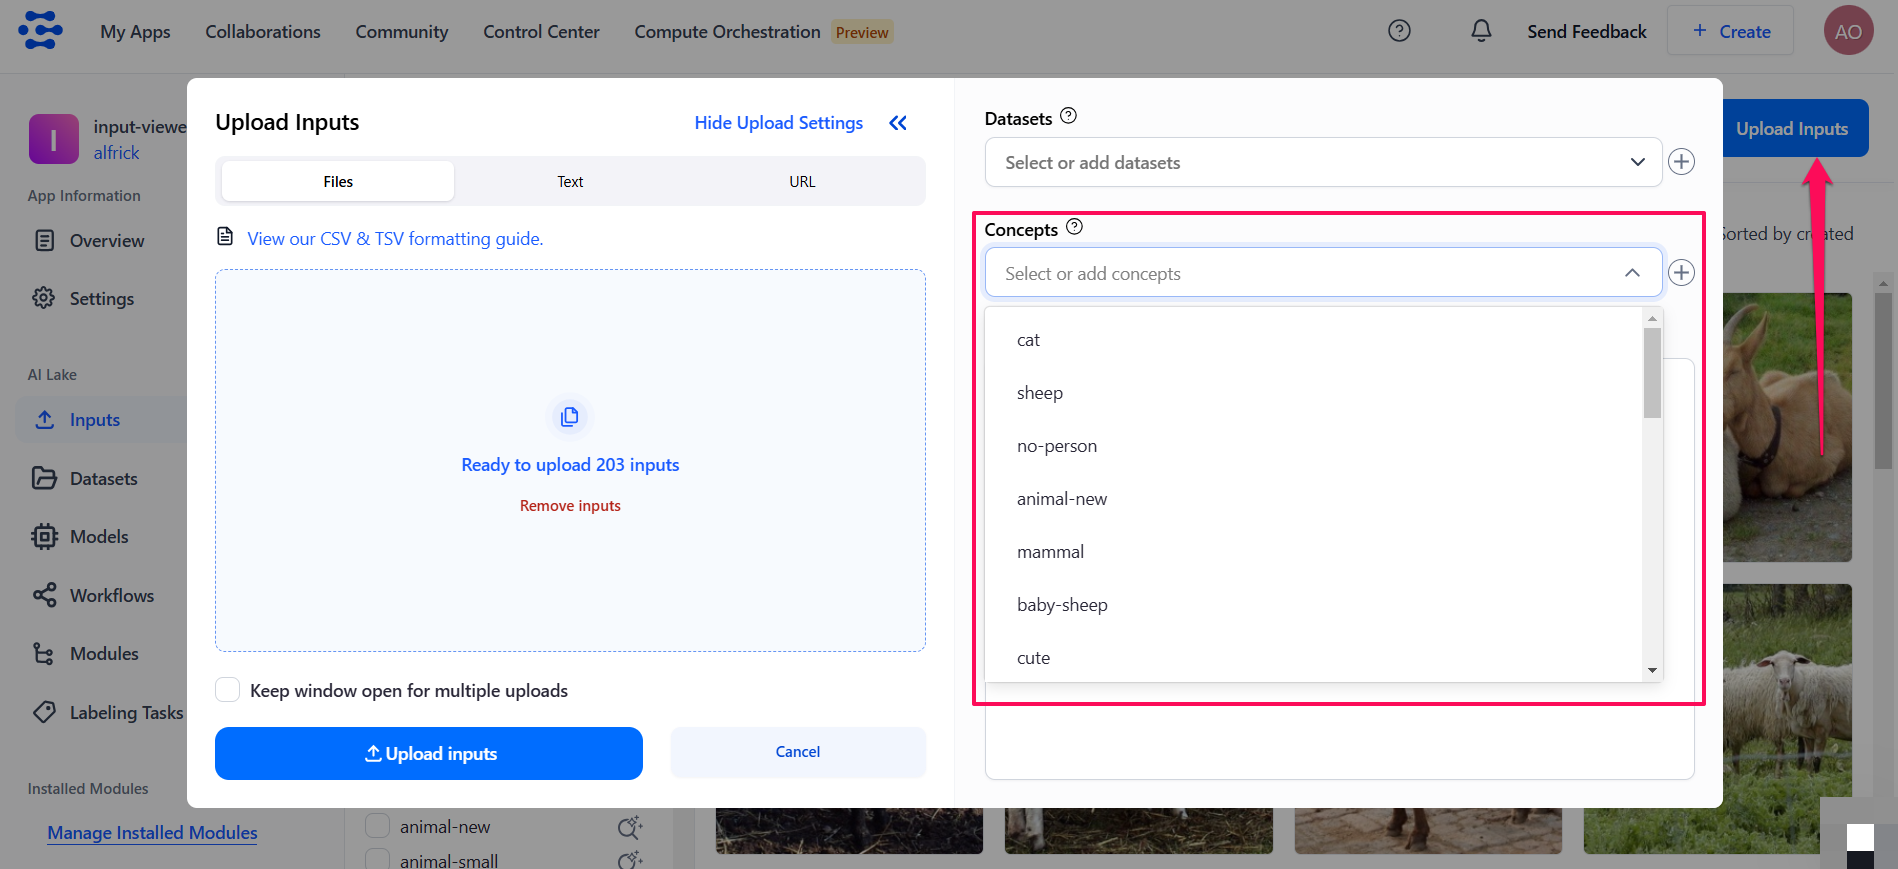 My Apps
Collaborations
Community
Control Center
Compute Orchestration
Preview
Send Feedback
+ Create
AO
I
input-viewe
alfrick
App Information
Overview
Settings
AI Lake
Inputs
Datasets
Models
Workflows
Modules
Labeling Tasks
Installed Modules
Manage Installed Modules
Upload Inputs
Hide Upload Settings
Files
Text
URL
View our CSV & TSV formatting guide.
Ready to upload 203 inputs
Remove inputs
Keep window open for multiple uploads
Upload inputs
Cancel
Datasets
Select or add datasets
Concepts
Select or add concepts
cat
sheep
no-person
animal-new
mammal
baby-sheep
cute
Upload Inputs
Sorted by created
animal-new
animal-small